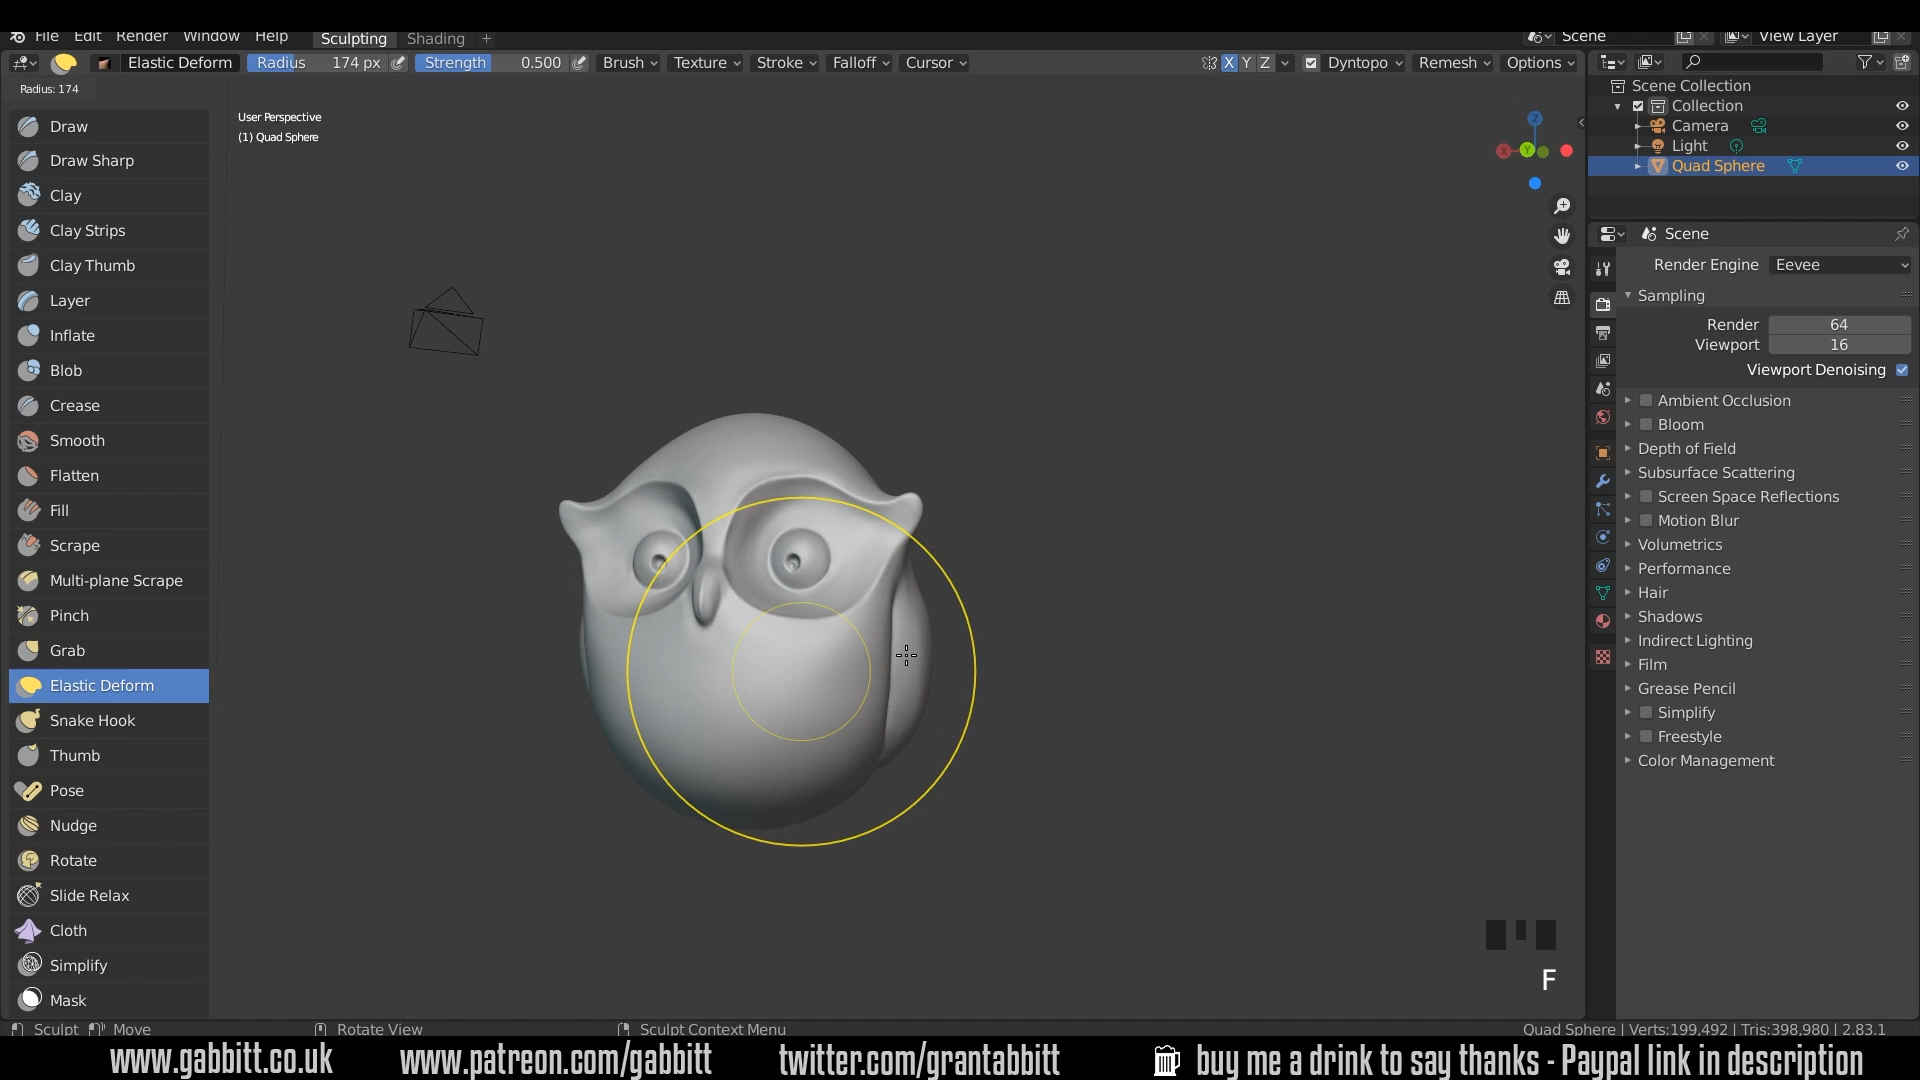 File Edit Render Window Help Sculpting Shading + Scene View Layer
Elastic Deform Radius 174 px Strength 0.500 Brush Texture Stroke Falloff Cursor X Y Z Dyntopo Remesh Options
Radius: 174
User Perspective
(1) Quad Sphere
Draw
Draw Sharp
Clay
Clay Strips
Clay Thumb
Layer
Inflate
Blob
Crease
Smooth
Flatten
Fill
Scrape
Multi-plane Scrape
Pinch
Grab
Elastic Deform
Snake Hook
Thumb
Pose
Nudge
Rotate
Slide Relax
Cloth
Simplify
Mask
Z
X Y
F
Scene Collection
Collection
Camera
Light
Quad Sphere
Scene
Render Engine Eevee
Sampling
Render 64
Viewport 16
Viewport Denoising
Ambient Occlusion
Bloom
Depth of Field
Subsurface Scattering
Screen Space Reflections
Motion Blur
Volumetrics
Performance
Hair
Shadows
Indirect Lighting
Film
Grease Pencil
Simplify
Freestyle
Color Management
Sculpt Move Rotate View Sculpt Context Menu Quad Sphere | Verts:199,492 | Tris:398,980 | 2.83.1
www.gabbitt.co.uk www.patreon.com/gabbitt twitter.com/grantabbitt buy me a drink to say thanks - Paypal link in description